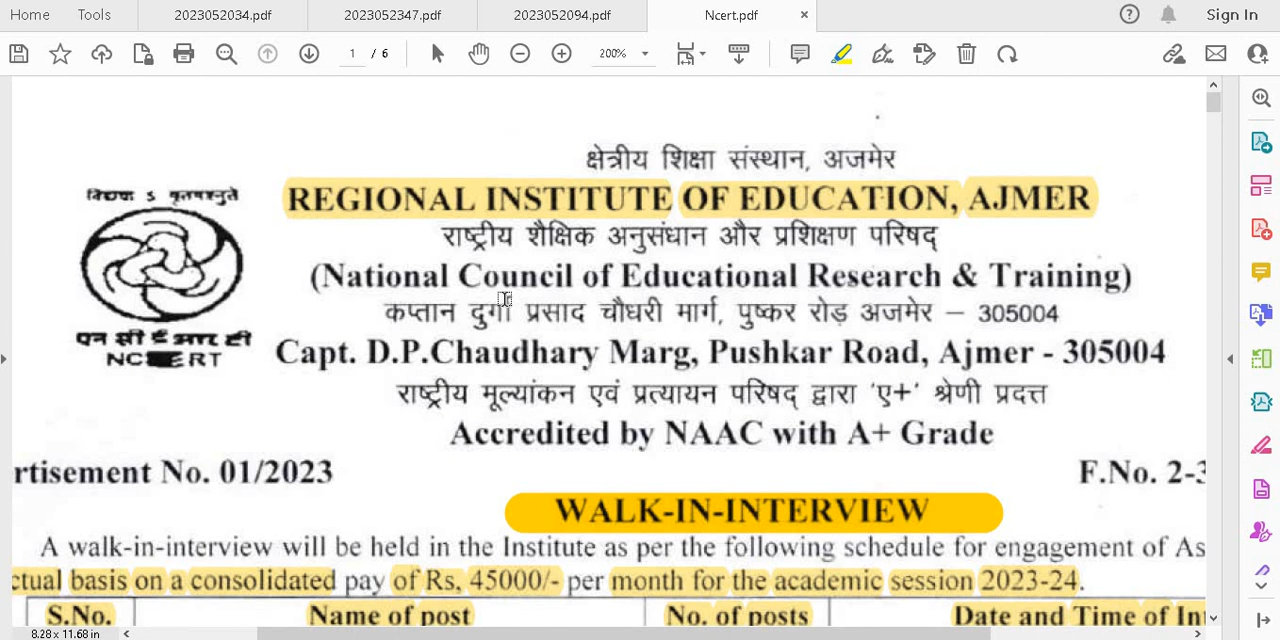 Home Tools 2023052034.pdf 2023052347.pdf 2023052094.pdf Ncert.pdf × Sign In
1 / 6 200%
क्षेत्रीय शिक्षा संस्थान, अजमेर
REGIONAL INSTITUTE OF EDUCATION, AJMER
राष्ट्रीय शैक्षिक अनुसंधान और प्रशिक्षण परिषद्
(National Council of Educational Research & Training)
कप्तान दुर्गा प्रसाद चौधरी मार्ग, पुष्कर रोड़ अजमेर – 305004
एन सी ई आर टी
NCERT
Capt. D.P.Chaudhary Marg, Pushkar Road, Ajmer - 305004
राष्ट्रीय मूल्यांकन एवं प्रत्यायन परिषद् द्वारा 'ए+' श्रेणी प्रदत्त
Accredited by NAAC with A+ Grade
rtisement No. 01/2023 F.No. 2-3
WALK-IN-INTERVIEW
A walk-in-interview will be held in the Institute as per the following schedule for engagement of As
ctual basis on a consolidated pay of Rs, 45000/- per month for the academic session 2023-24.
S.No. Name of post No. of posts Date and Time of Int
8.28 x 11.68 in